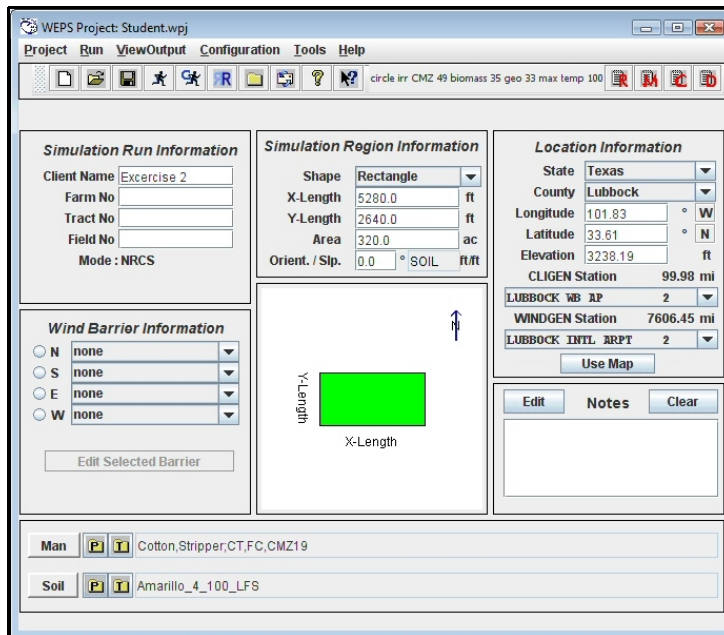 WEPS Project: Student.wpj
Project Run ViewOutput Configuration Tools Help
circle irr CMZ 49 biomass 35 geo 33 max temp 100
Simulation Run Information
Client Name Excercise 2
Farm No
Tract No
Field No
Mode : NRCS
Simulation Region Information
Shape Rectangle
X-Length 5280.0 ft
Y-Length 2640.0 ft
Area 320.0 ac
Orient. / Slp. 0.0 ° SOIL ft/ft
Location Information
State Texas
County Lubbock
Longitude 101.83 ° W
Latitude 33.61 ° N
Elevation 3238.19 ft
CLIGEN Station 99.98 mi
LUBBOCK WB AP 2
WINDGEN Station 7606.45 mi
LUBBOCK INTL ARPT 2
Use Map
Wind Barrier Information
N none
S none
E none
W none
Edit Selected Barrier
N
Y-Length
X-Length
Edit Notes Clear
Man P T Cotton,Stripper;CT,FC,CMZ19
Soil P T Amarillo_4_100_LFS